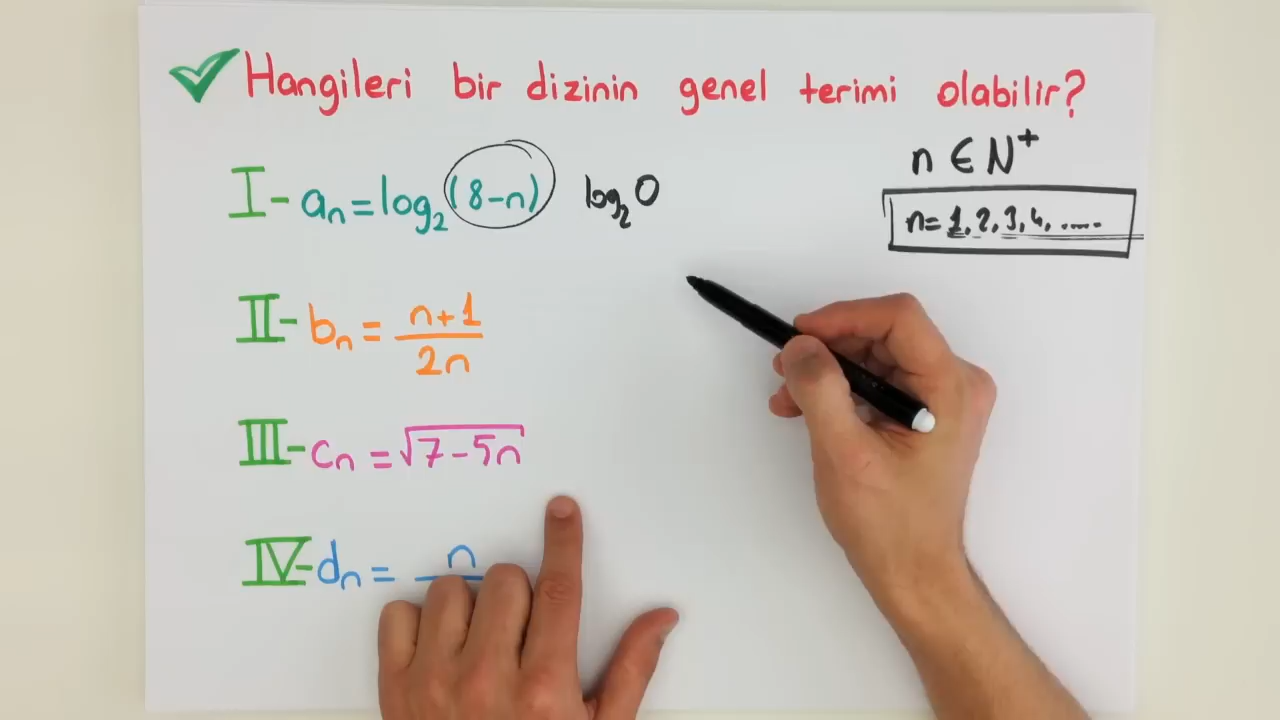 Hangileri bir dizinin genel terimi olabilir?
n ∈ N⁺
n = 1, 2, 3, 4, .....
I- aₙ = log₂(8-n) log₂0
II- bₙ = (n+1)/(2n)
III- cₙ = √(7-5n)
IV- dₙ = n